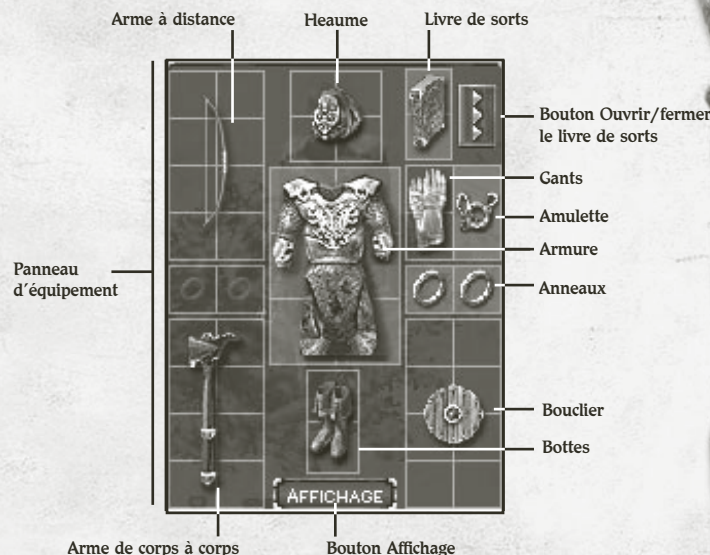 Arme à distance
Heaume
Livre de sorts
Bouton Ouvrir/fermer
le livre de sorts
Gants
Amulette
Armure
Panneau
d'équipement
Anneaux
Bouclier
Bottes
AFFICHAGE
Arme de corps à corps
Bouton Affichage